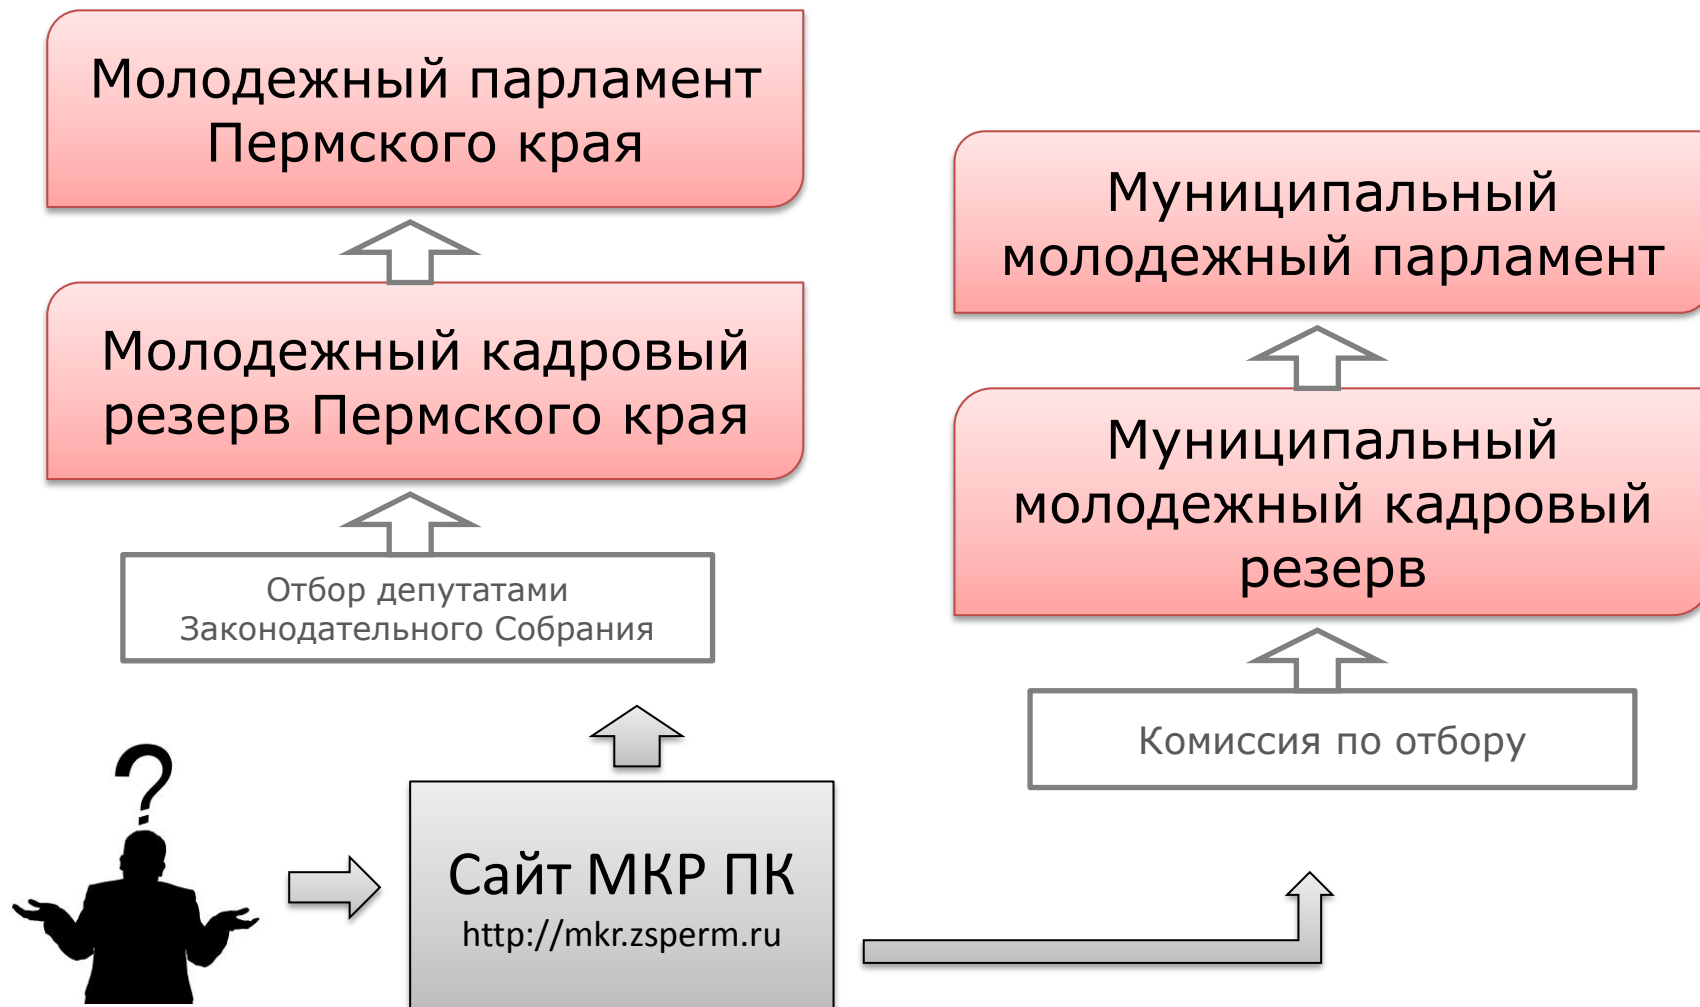 Молодежный парламент
Пермского края
Молодежный кадровый
резерв Пермского края
Отбор депутатами
Законодательного Собрания
?
Сайт МКР ПК
http://mkr.zsperm.ru
Муниципальный
молодежный парламент
Муниципальный
молодежный кадровый
резерв
Комиссия по отбору